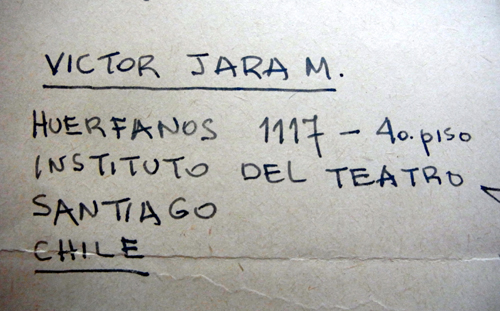 VICTOR JARA M.
HUERFANOS 1117 - 4o. piso
INSTITUTO DEL TEATRO
SANTIAGO
CHILE